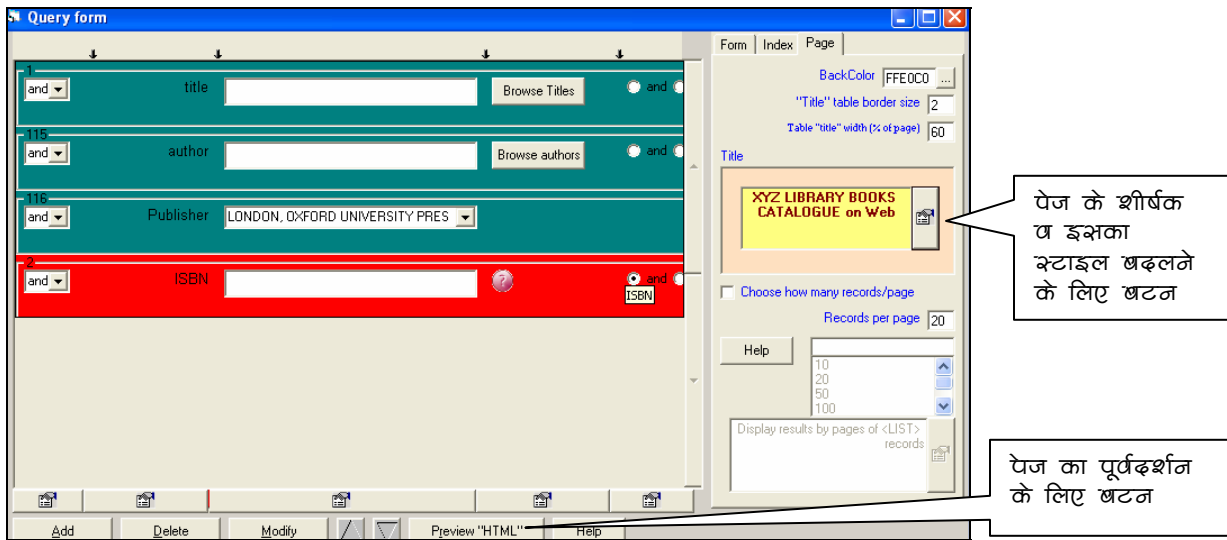 Query form
Form Index Page
1
and title Browse Titles and
115
and author Browse authors and
116
and Publisher LONDON, OXFORD UNIVERSITY PRES
2
and ISBN ? and
ISBN
BackColor FFE0C0 ...
"Title" table border size 2
Table "title" width (% of page) 60
Title
XYZ LIBRARY BOOKS
CATALOGUE on Web
Choose how many records/page
Records per page 20
Help
10
20
50
100
Display results by pages of <LIST>
records
Add Delete Modify Preview "HTML" Help
पेज के शीर्षक
व इसका
स्टाइल बदलने
के लिए बटन
पेज का पूर्वदर्शन
के लिए बटन